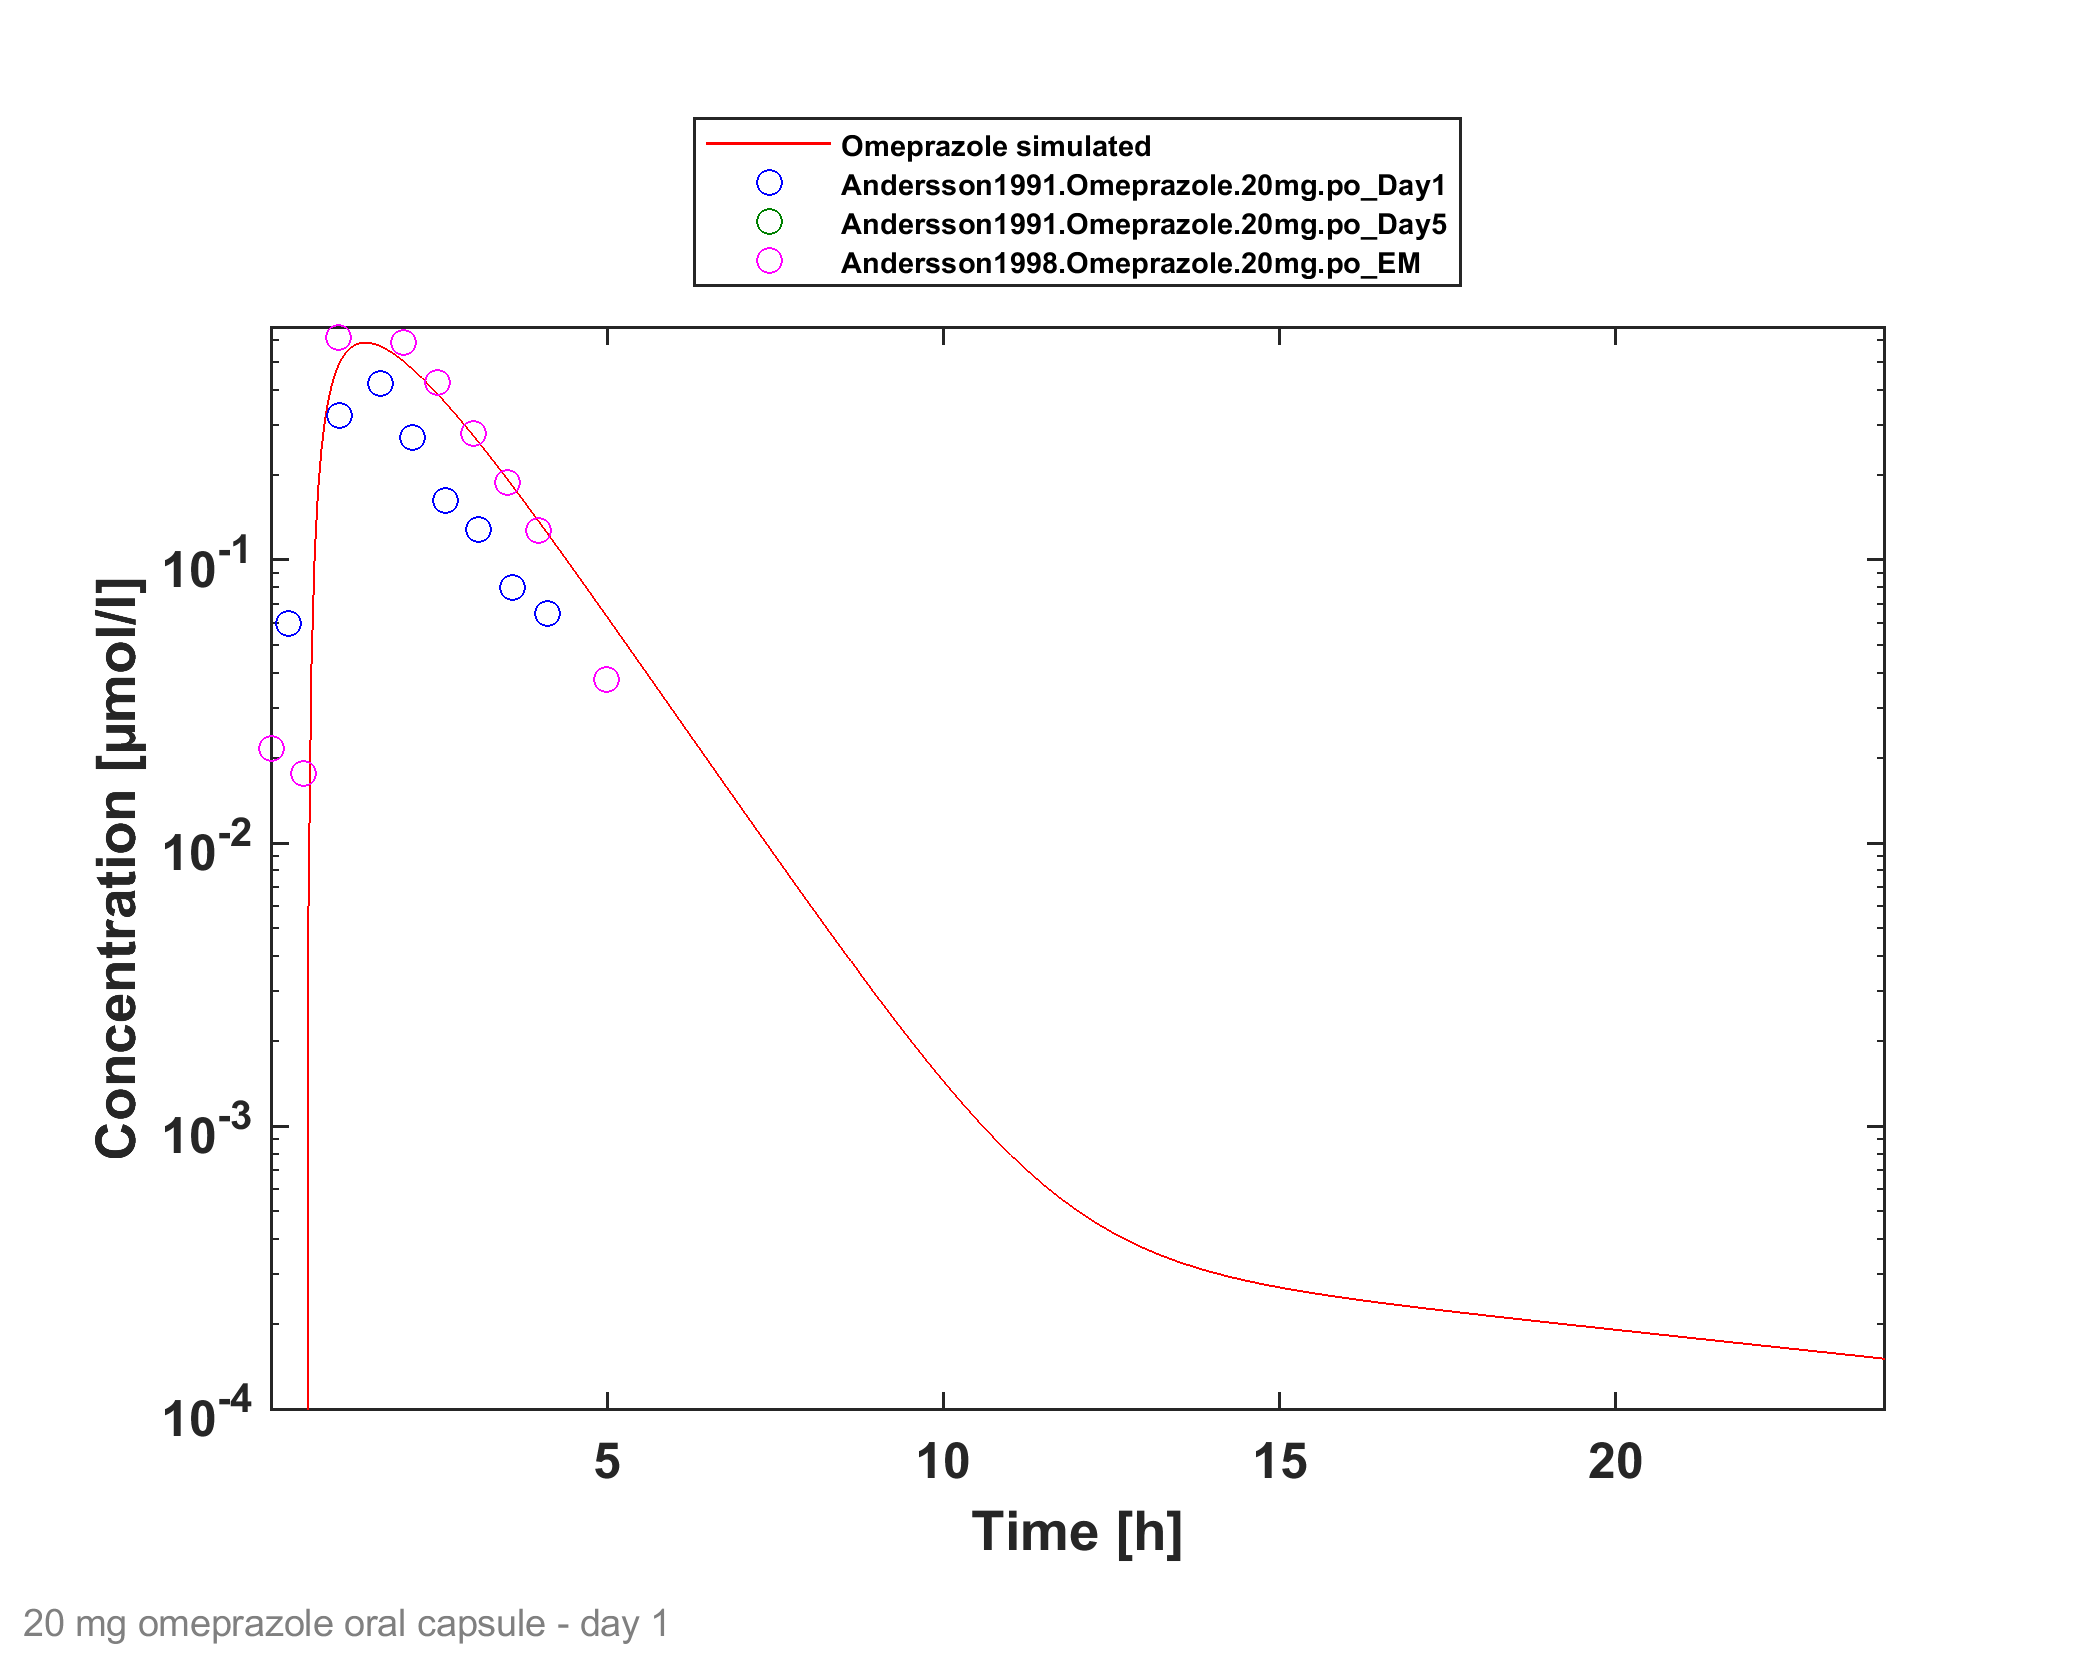 Omeprazole simulated
Andersson1991.Omeprazole.20mg.po_Day1
Andersson1991.Omeprazole.20mg.po_Day5
Andersson1998.Omeprazole.20mg.po_EM
Concentration [µmol/l]
10^-1
10^-2
10^-3
10^-4
5 10 15 20
Time [h]
20 mg omeprazole oral capsule - day 1